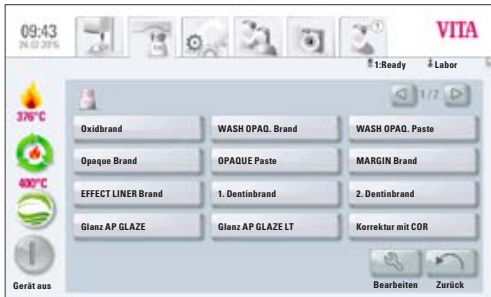 09:43
24.02.2015
VITA
1:Ready Labor
376°C
1/2
Oxidbrand WASH OPAQ. Brand WASH OPAQ. Paste
Opaque Brand OPAQUE Paste MARGIN Brand
400°C
EFFECT LINER Brand 1. Dentinbrand 2. Dentinbrand
Glanz AP GLAZE Glanz AP GLAZE LT Korrektur mit COR
Gerät aus Bearbeiten Zurück